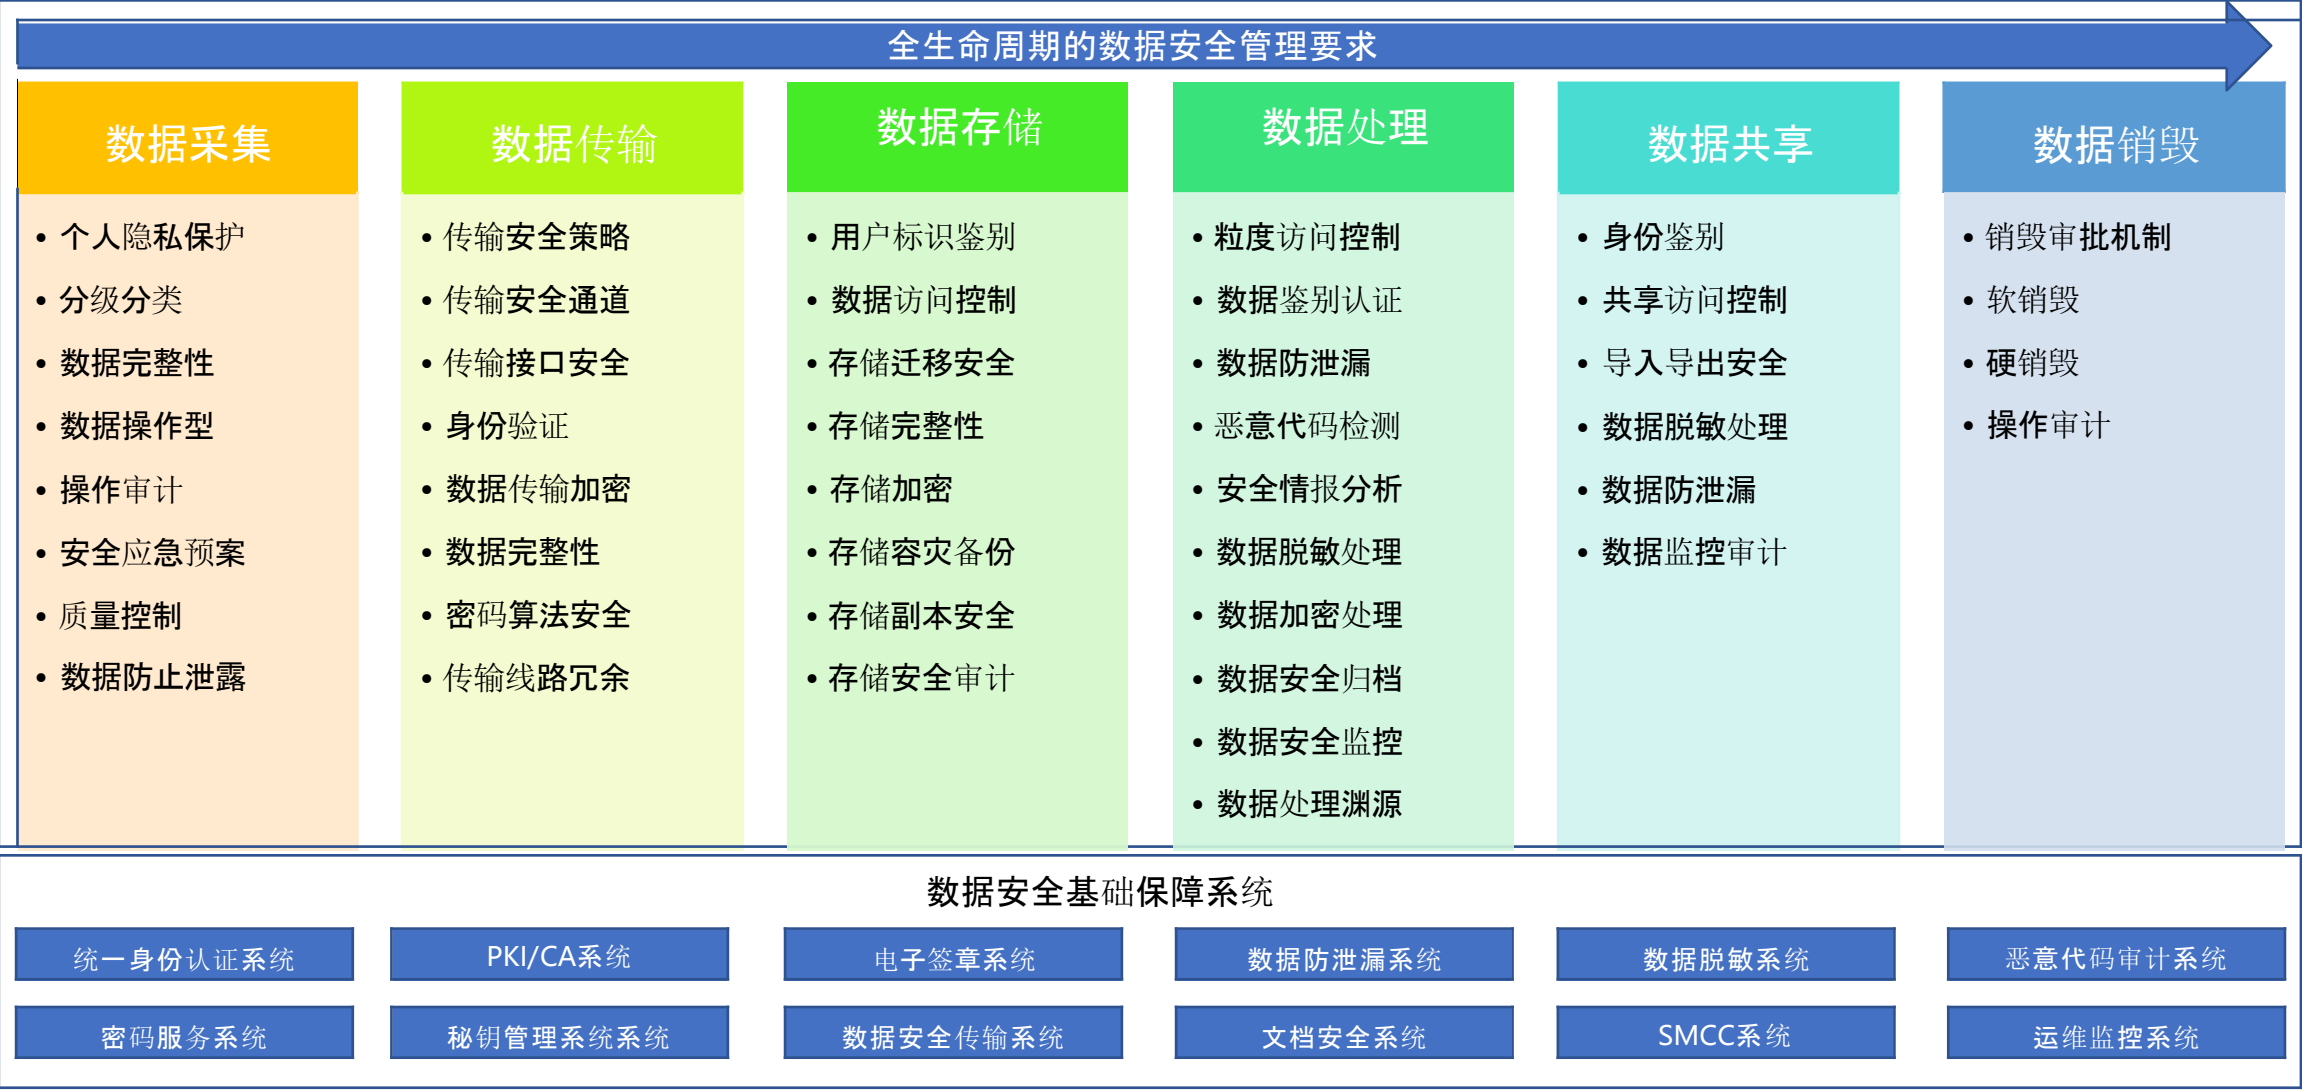 全生命周期的数据安全管理要求
数据采集
• 个人隐私保护
• 分级分类
• 数据完整性
• 数据操作型
• 操作审计
• 安全应急预案
• 质量控制
• 数据防止泄露
数据传输
• 传输安全策略
• 传输安全通道
• 传输接口安全
• 身份验证
• 数据传输加密
• 数据完整性
• 密码算法安全
• 传输线路冗余
数据存储
• 用户标识鉴别
• 数据访问控制
• 存储迁移安全
• 存储完整性
• 存储加密
• 存储容灾备份
• 存储副本安全
• 存储安全审计
数据处理
• 粒度访问控制
• 数据鉴别认证
• 数据防泄漏
• 恶意代码检测
• 安全情报分析
• 数据脱敏处理
• 数据加密处理
• 数据安全归档
• 数据安全监控
• 数据处理渊源
数据共享
• 身份鉴别
• 共享访问控制
• 导入导出安全
• 数据脱敏处理
• 数据防泄漏
• 数据监控审计
数据销毁
• 销毁审批机制
• 软销毁
• 硬销毁
• 操作审计
数据安全基础保障系统
统一身份认证系统
PKI/CA系统
电子签章系统
数据防泄漏系统
数据脱敏系统
恶意代码审计系统
密码服务系统
秘钥管理系统系统
数据安全传输系统
文档安全系统
SMCC系统
运维监控系统